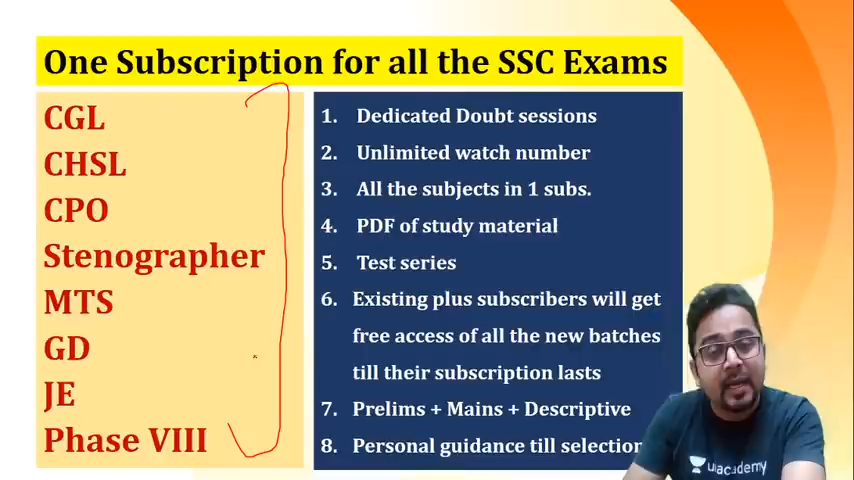 One Subscription for all the SSC Exams
CGL
CHSL
CPO
Stenographer
MTS
GD
JE
Phase VIII
1. Dedicated Doubt sessions
2. Unlimited watch number
3. All the subjects in 1 subs.
4. PDF of study material
5. Test series
6. Existing plus subscribers will get
free access of all the new batches
till their subscription lasts
7. Prelims + Mains + Descriptive
8. Personal guidance till selection
unacademy